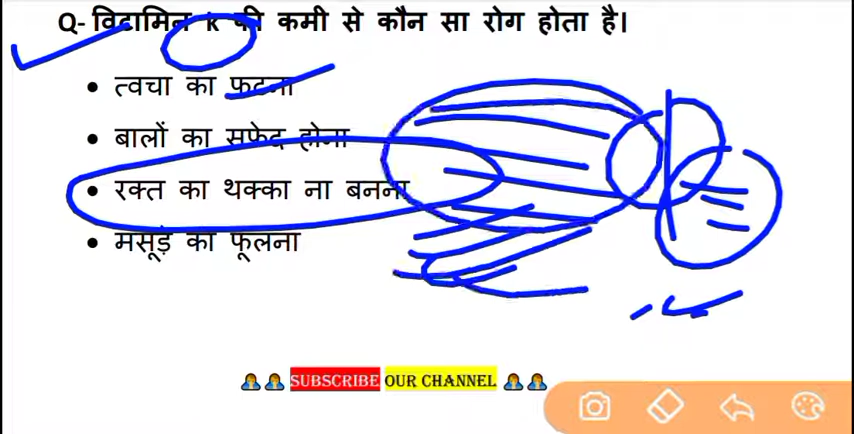 Q- विटामिन k की कमी से कौन सा रोग होता है।
• त्वचा का फटना
• बालों का सफेद होना
• रक्त का थक्का ना बनना
• मसूड़े का फूलना
SUBSCRIBE OUR CHANNEL